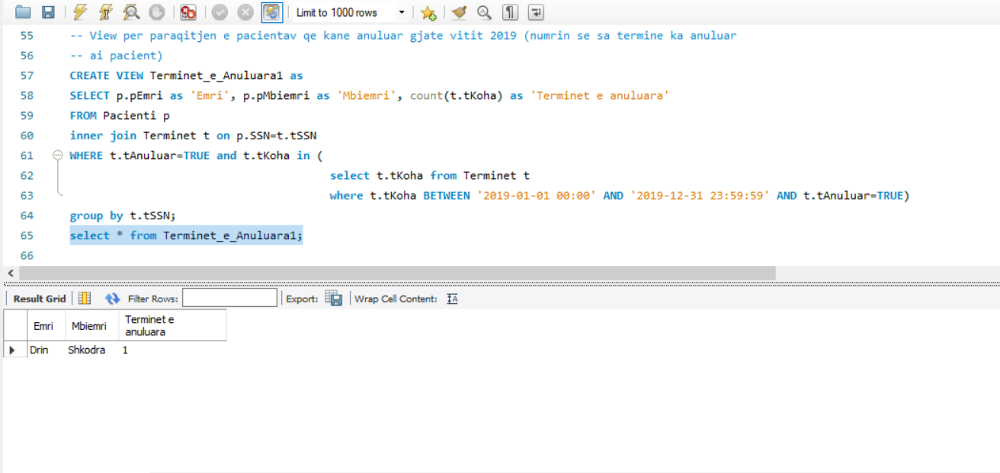 Limit to 1000 rows
55 -- View per paraqitjen e pacientav qe kane anuluar gjate vitit 2019 (numrin se sa termine ka anuluar
56 -- ai pacient)
57 CREATE VIEW Terminet_e_Anuluara1 as
58 SELECT p.pEmri as 'Emri', p.pMbiemri as 'Mbiemri', count(t.tKoha) as 'Terminet e anuluara'
59 FROM Pacienti p
60 inner join Terminet t on p.SSN=t.tSSN
61 WHERE t.tAnuluar=TRUE and t.tKoha in (
62 select t.tKoha from Terminet t
63 where t.tKoha BETWEEN '2019-01-01 00:00' AND '2019-12-31 23:59:59' AND t.tAnuluar=TRUE)
64 group by t.tSSN;
65 select * from Terminet_e_Anuluara1;
66
Result Grid Filter Rows: Export: Wrap Cell Content: IA
Emri Mbiemri Terminet e
anuluara
Drin Shkodra 1